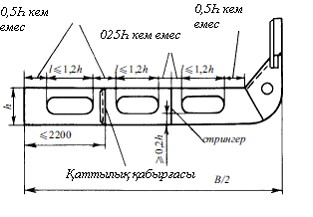 0,5h кем
емес
025h кем емес
0,5h кем
емес
l⩽1,2h
l⩽1,2h
l⩽1,2h
h
⩽2200
⩾0,2h
стрингер
Қаттылық қабырғасы
B/2